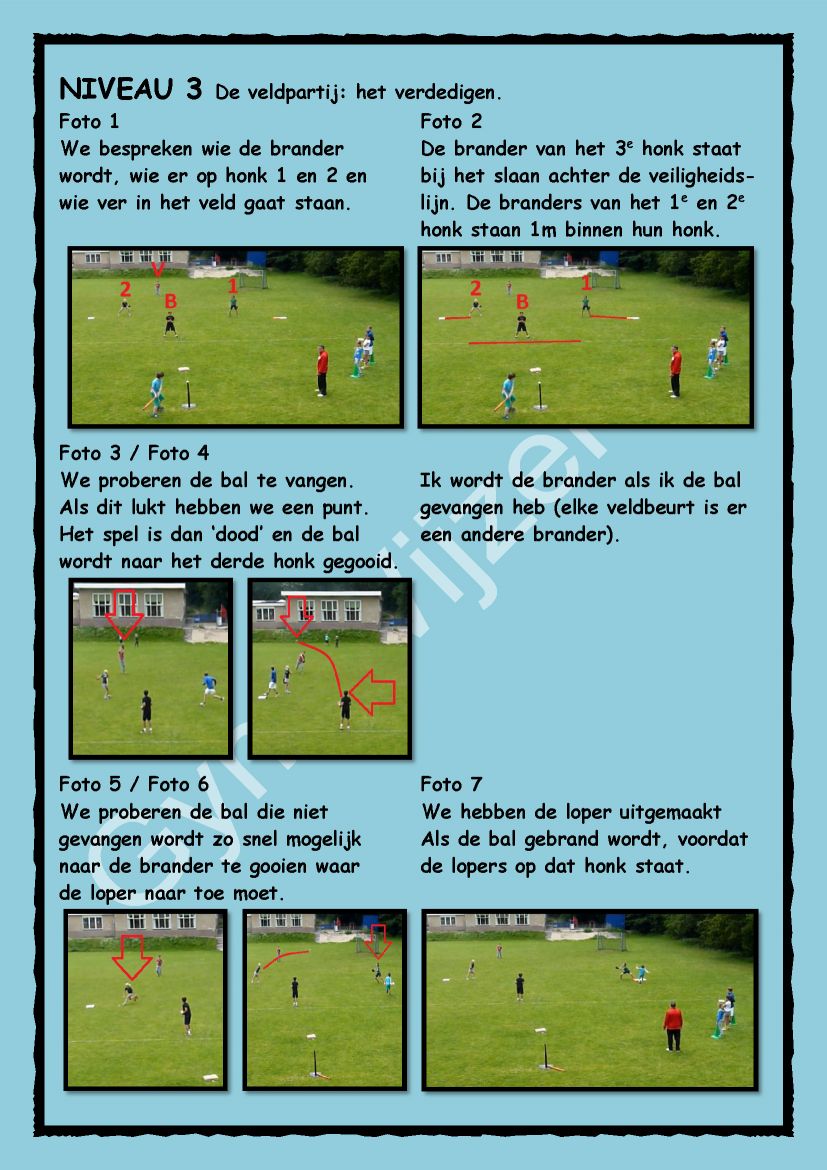 NIVEAU 3 De veldpartij: het verdedigen.
Foto 1
We bespreken wie de brander
wordt, wie er op honk 1 en 2 en
wie ver in het veld gaat staan.
Foto 2
De brander van het 3e honk staat
bij het slaan achter de veiligheids-
lijn. De branders van het 1e en 2e
honk staan 1m binnen hun honk.
V
2
1
B
2
1
B
Foto 3 / Foto 4
We proberen de bal te vangen.
Als dit lukt hebben we een punt.
Het spel is dan ‘dood’ en de bal
wordt naar het derde honk gegooid.
Ik wordt de brander als ik de bal
gevangen heb (elke veldbeurt is er
een andere brander).
Foto 5 / Foto 6
We proberen de bal die niet
gevangen wordt zo snel mogelijk
naar de brander te gooien waar
de loper naar toe moet.
Foto 7
We hebben de loper uitgemaakt
Als de bal gebrand wordt, voordat
de lopers op dat honk staat.